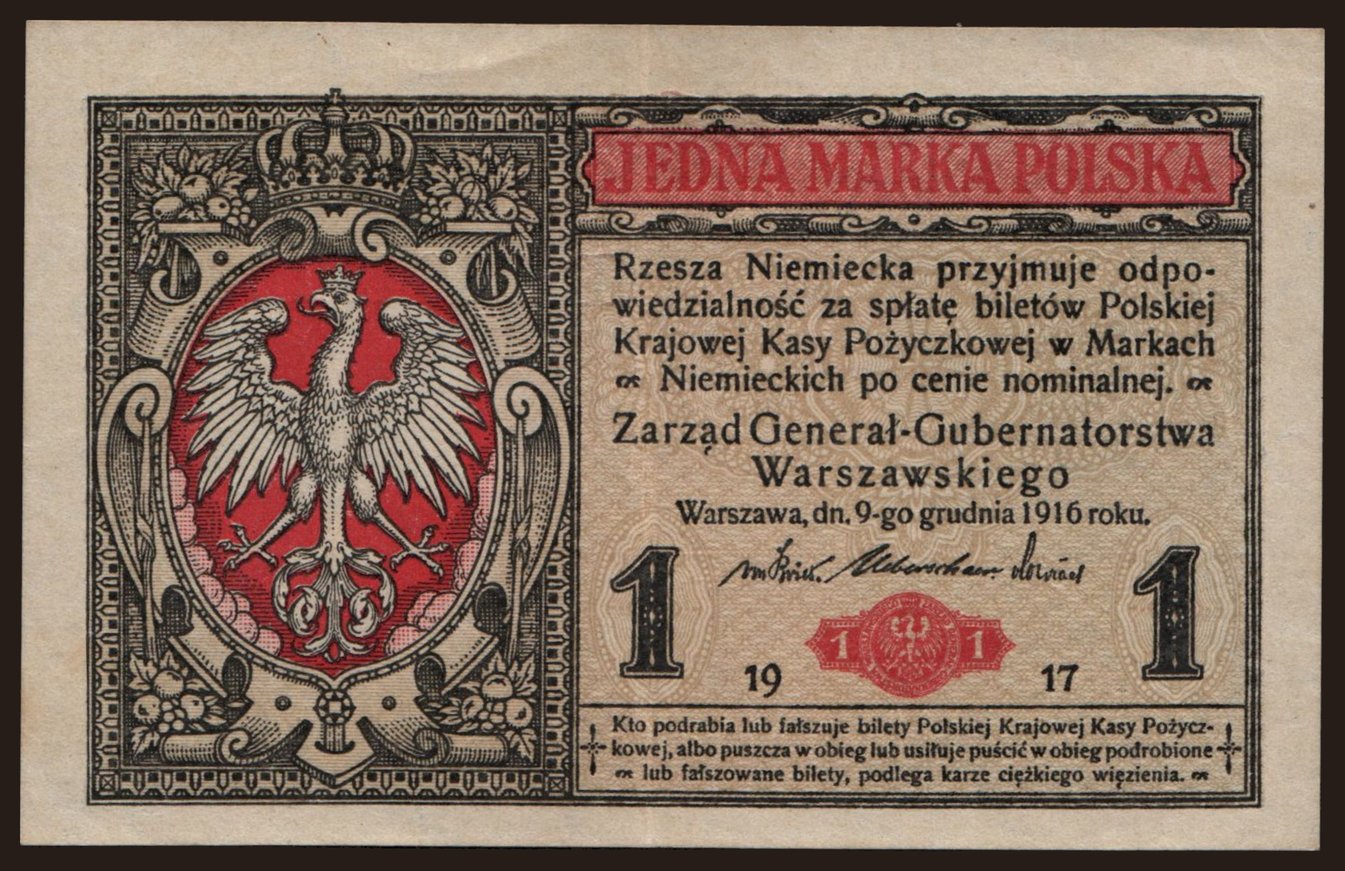 JEDNA MARKA POLSKA
Rzesza Niemiecka przyjmuje odpo-
wiedzialność za spłatę biletów Polskiej
Krajowej Kasy Pożyczkowej w Markach
Niemieckich po cenie nominalnej.
Zarząd Generał-Gubernatorstwa
Warszawskiego
Warszawa, dn. 9-go grudnia 1916 roku.
1 1 1 1
19 17
Kto podrabia lub fałszuje bilety Polskiej Krajowej Kasy Pożycz-
kowej, albo puszcza w obieg lub usiłuje puścić w obieg podrobione
lub fałszowane bilety, podlega karze ciężkiego więzienia.